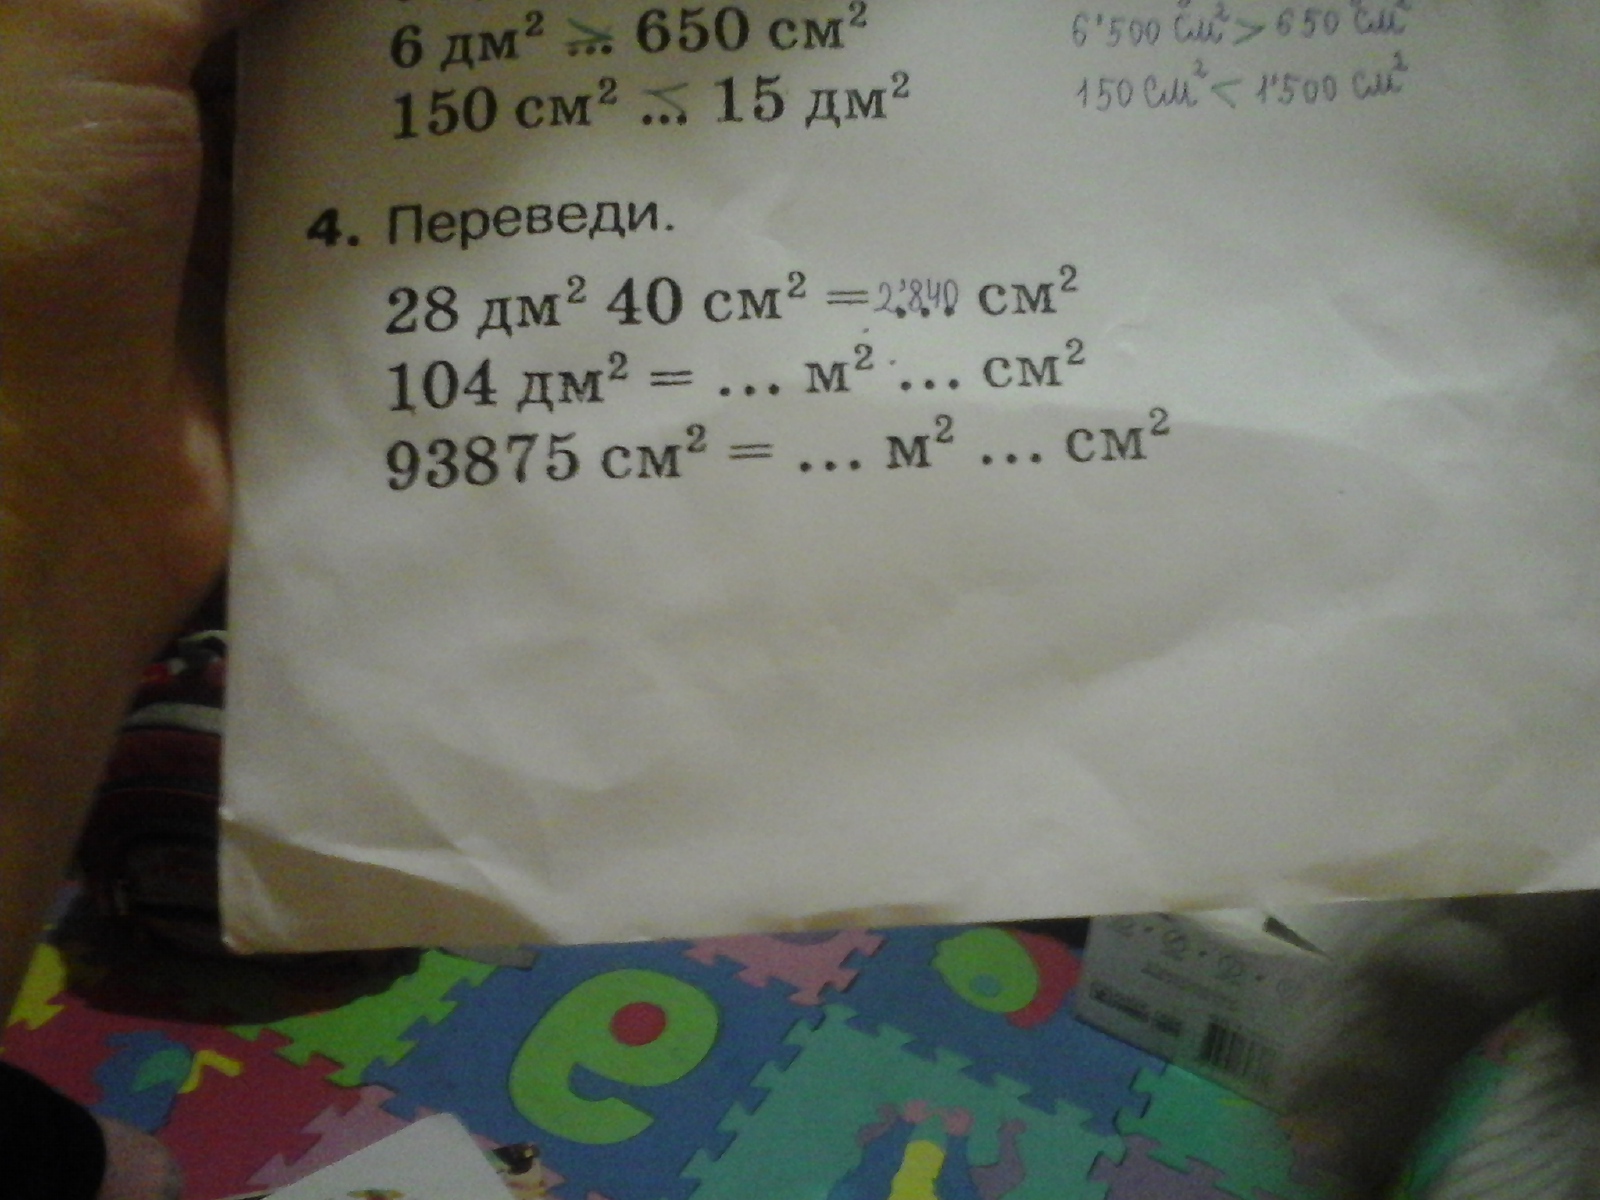 6 дм² > 650 см² 6'500 см² > 650 см²
150 см² < 15 дм² 150 см² < 1'500 см²
4. Переведи.
28 дм² 40 см² = 2'840 см²
104 дм² = ... м² ... см²
93875 см² = ... м² ... см²